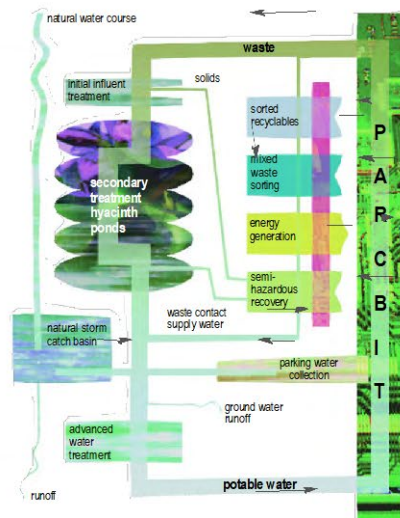 natural water course
waste
initial influent
treatment
solids
sorted
recyclables
mixed
waste
sorting
secondary
treatment
hyacinth
ponds
energy
generation
semi-
hazardous
recovery
waste contact
supply water
natural storm
catch basin
parking water
collection
ground water
runoff
advanced
water
treatment
runoff
potable water
PARCBIT